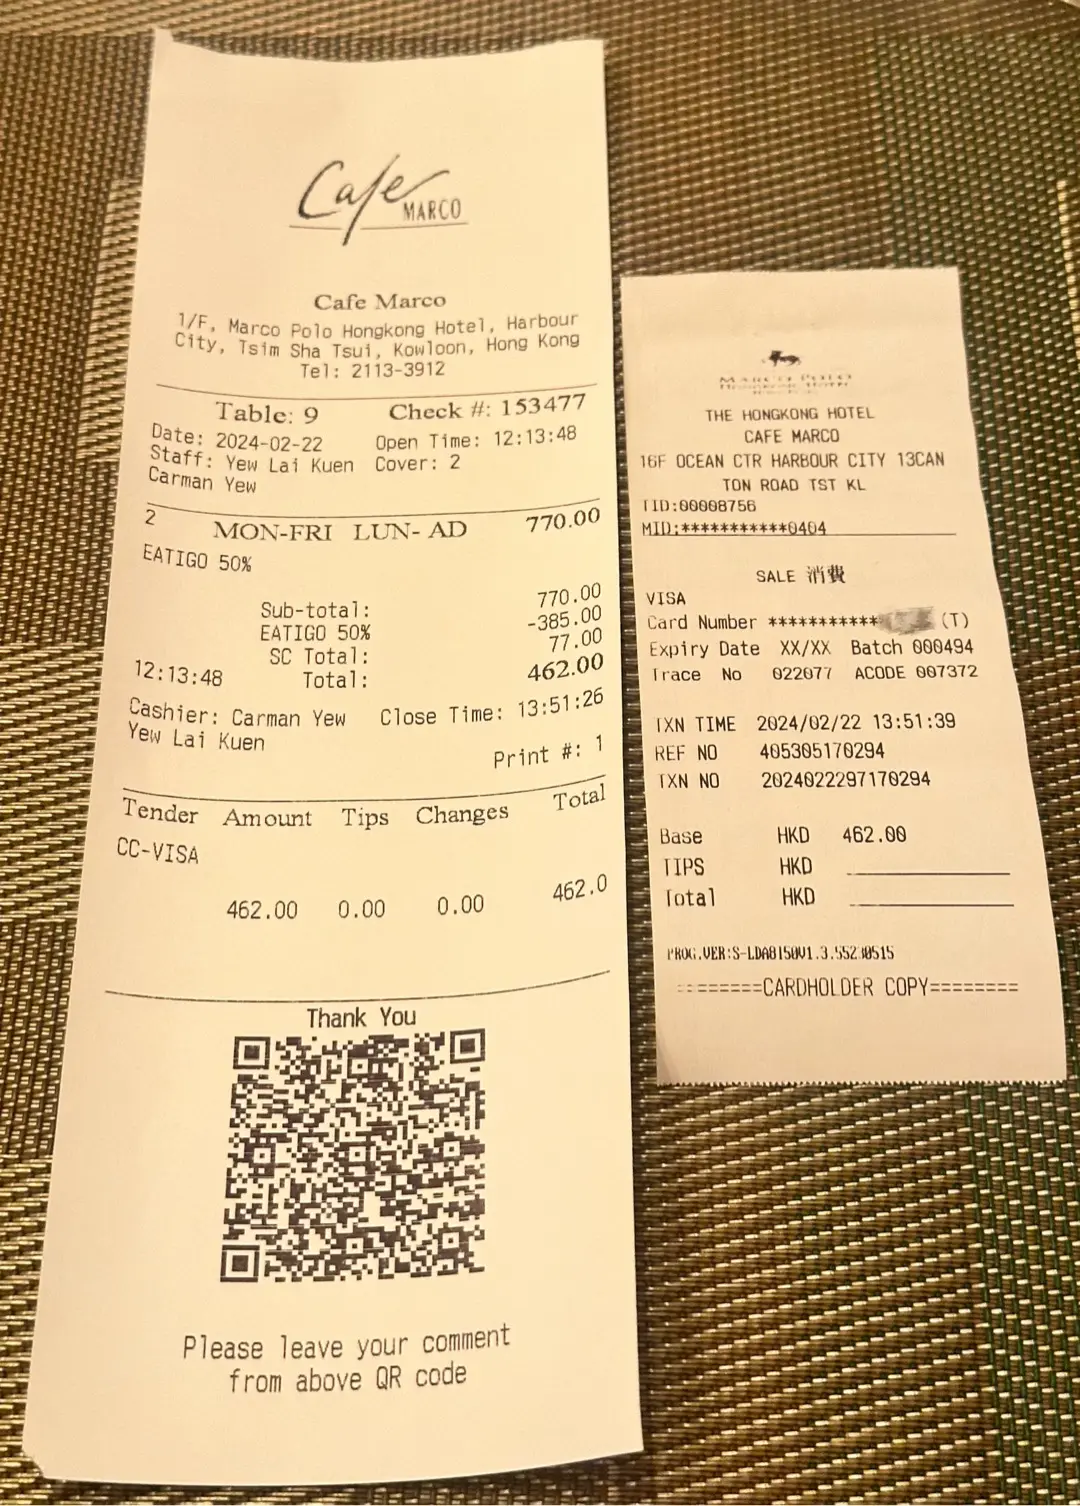 Cafe
MARCO
Cafe Marco
1/F, Marco Polo Hongkong Hotel, Harbour
City, Tsim Sha Tsui, Kowloon, Hong Kong
Tel: 2113-3912
Table: 9 Check #: 153477
Date: 2024-02-22 Open Time: 12:13:48
Staff: Yew Lai Kuen Cover: 2
Carman Yew
2 MON-FRI LUN- AD 770.00
EATIGO 50%
Sub-total: 770.00
EATIGO 50% -385.00
SC Total: 77.00
12:13:48 Total: 462.00
Cashier: Carman Yew Close Time: 13:51:26
Yew Lai Kuen
Print #: 1
Tender Amount Tips Changes Total
CC-VISA
462.00 0.00 0.00 462.0
Thank You
Please leave your comment
from above QR code
MARCO POLO
HONGKONG HOTEL
THE HONGKONG HOTEL
CAFE MARCO
16F OCEAN CTR HARBOUR CITY 13CAN
TON ROAD TST KL
TID:00008756
MID:***********0404
SALE 消費
VISA
Card Number *********** (T)
Expiry Date XX/XX Batch 000494
Trace No 022077 ACODE 007372
TXN TIME 2024/02/22 13:51:39
REF NO 405305170294
TXN NO 2024022297170294
Base HKD 462.00
TIPS HKD
Total HKD
========CARDHOLDER COPY========